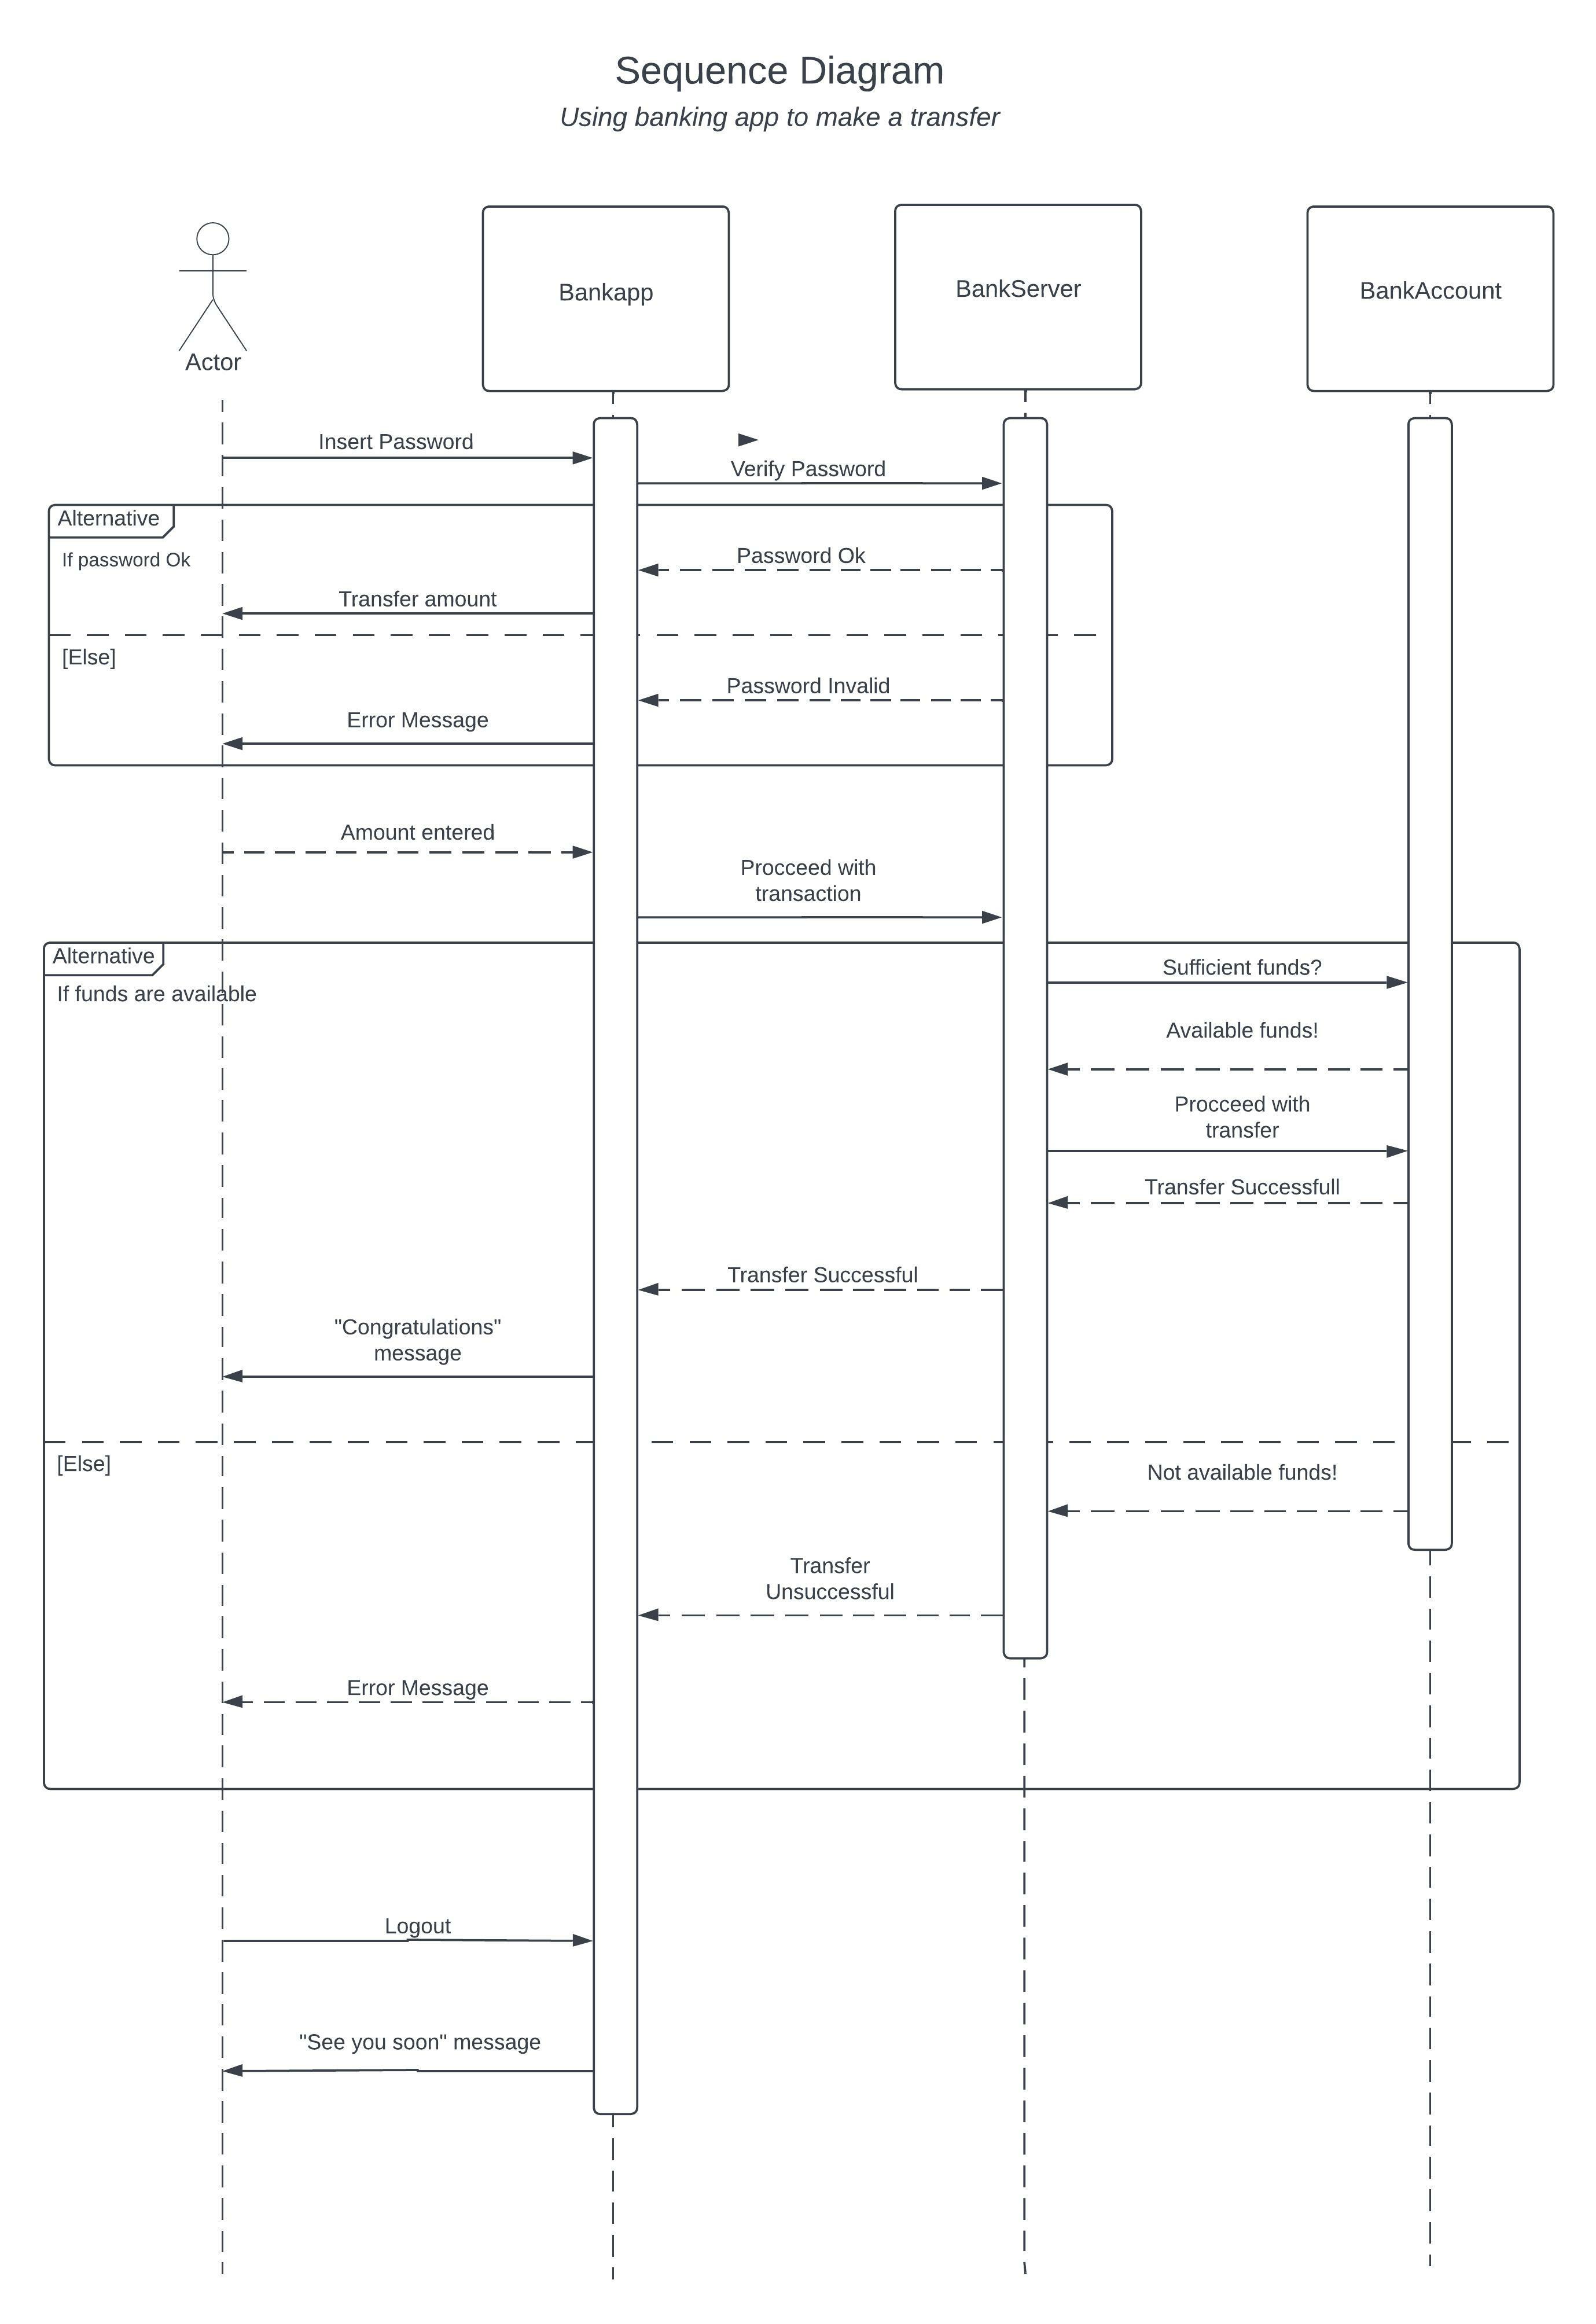 Sequence Diagram
Using banking app to make a transfer
Actor
Bankapp
BankServer
BankAccount
Insert Password
Verify Password
Alternative
If password Ok
Password Ok
Transfer amount
[Else]
Password Invalid
Error Message
Amount entered
Procceed with
transaction
Alternative
If funds are available
Sufficient funds?
Available funds!
Procceed with
transfer
Transfer Successfull
Transfer Successful
"Congratulations"
message
[Else]
Not available funds!
Transfer
Unsuccessful
Error Message
Logout
"See you soon" message